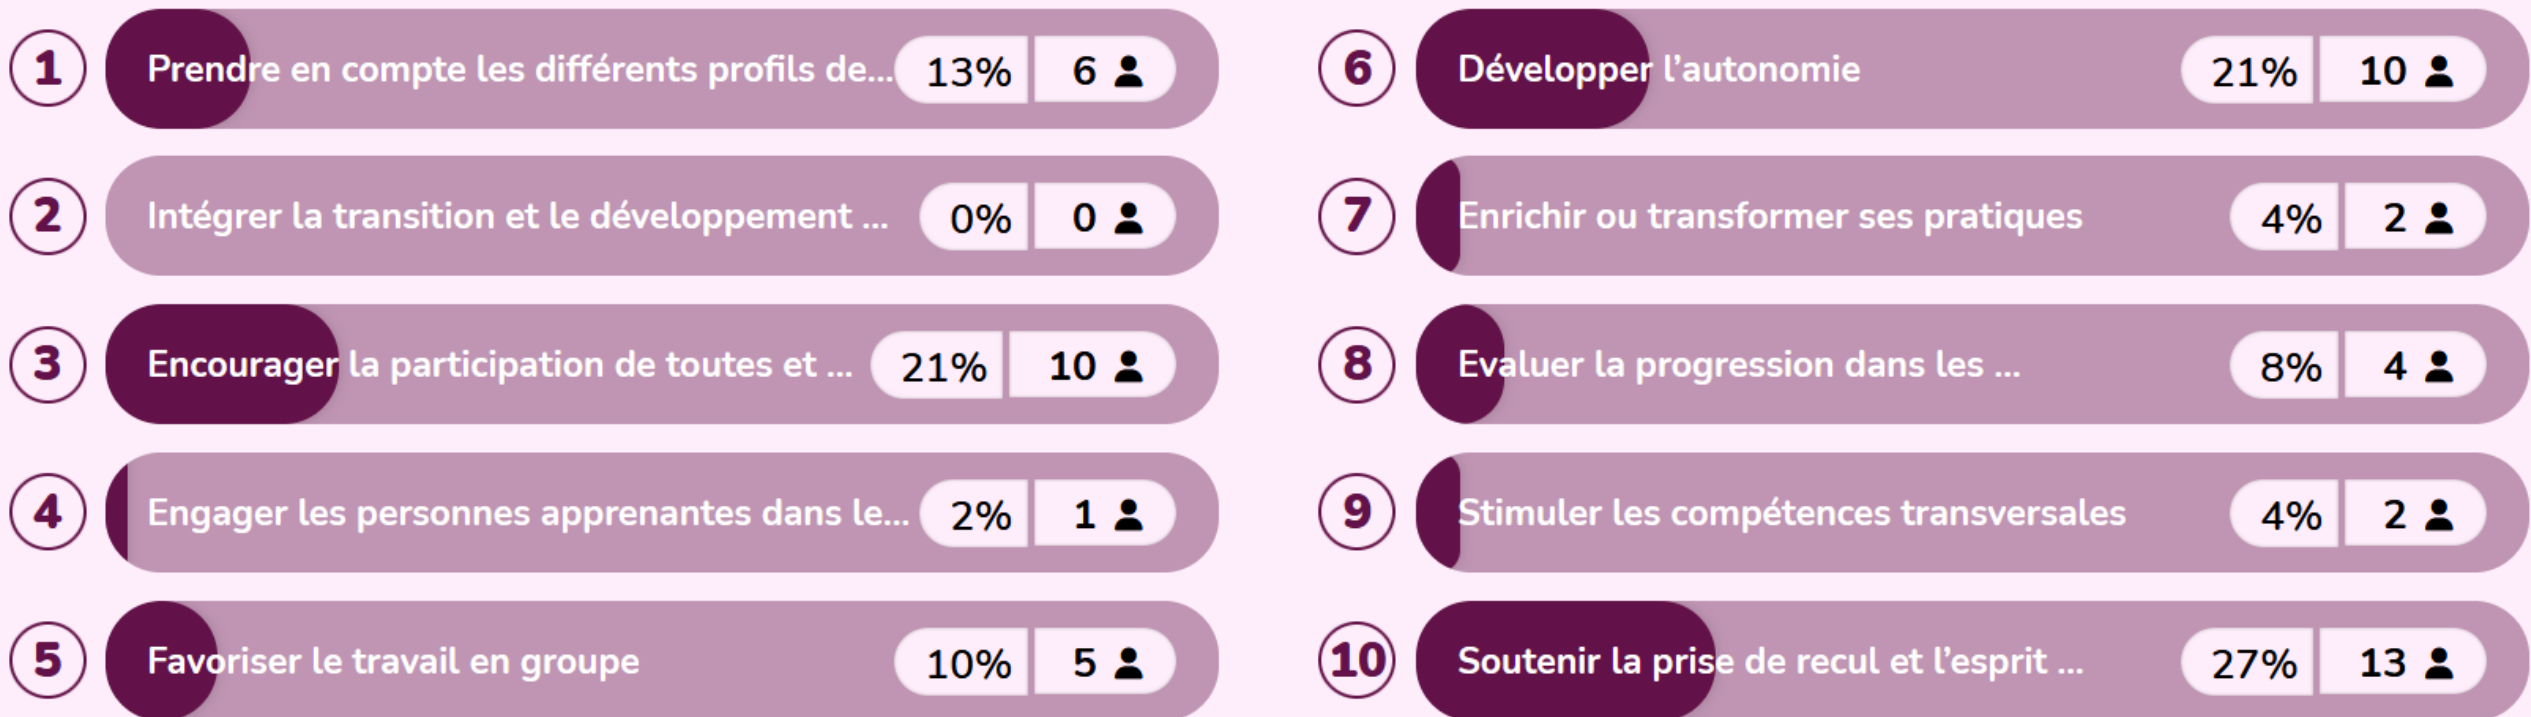 1 Prendre en compte les différents profils de... 13% 6
2 Intégrer la transition et le développement ... 0% 0
3 Encourager la participation de toutes et ... 21% 10
4 Engager les personnes apprenantes dans le... 2% 1
5 Favoriser le travail en groupe 10% 5
6 Développer l’autonomie 21% 10
7 Enrichir ou transformer ses pratiques 4% 2
8 Evaluer la progression dans les ... 8% 4
9 Stimuler les compétences transversales 4% 2
10 Soutenir la prise de recul et l’esprit ... 27% 13